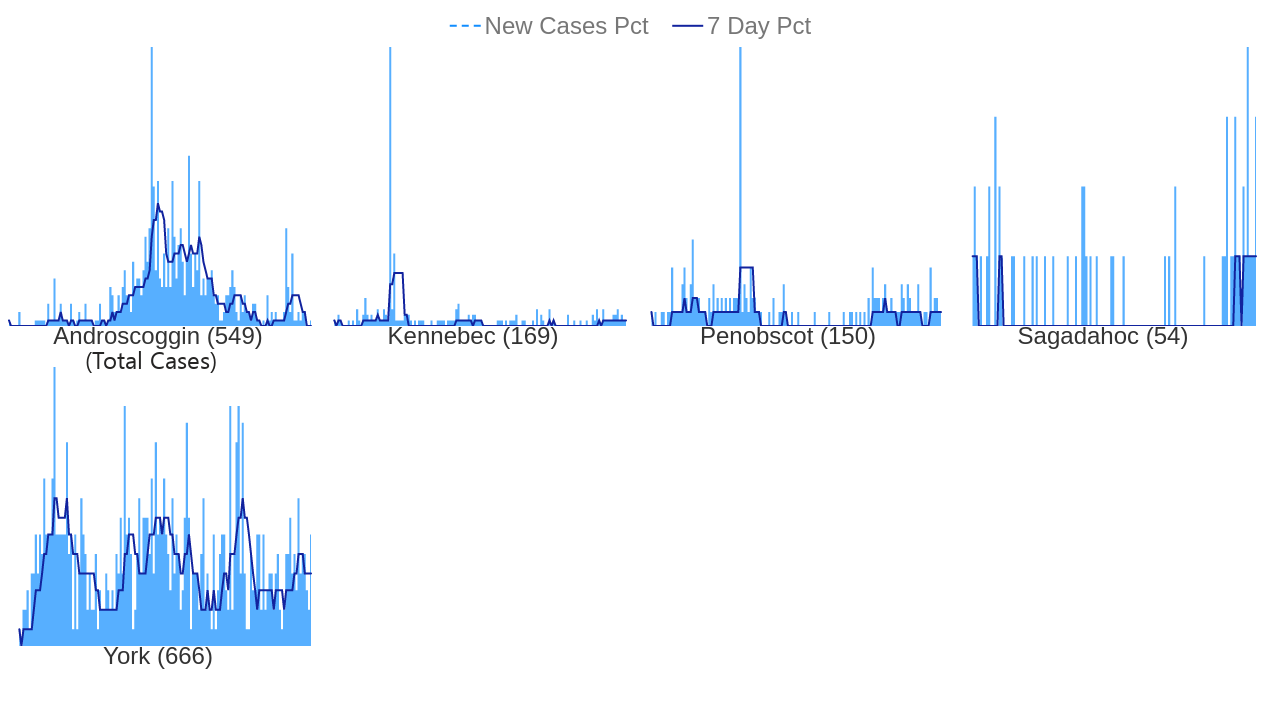 New Cases Pct 7 Day Pct
Androscoggin (549) Kennebec (169) Penobscot (150) Sagadahoc (54)
(Total Cases)
York (666)